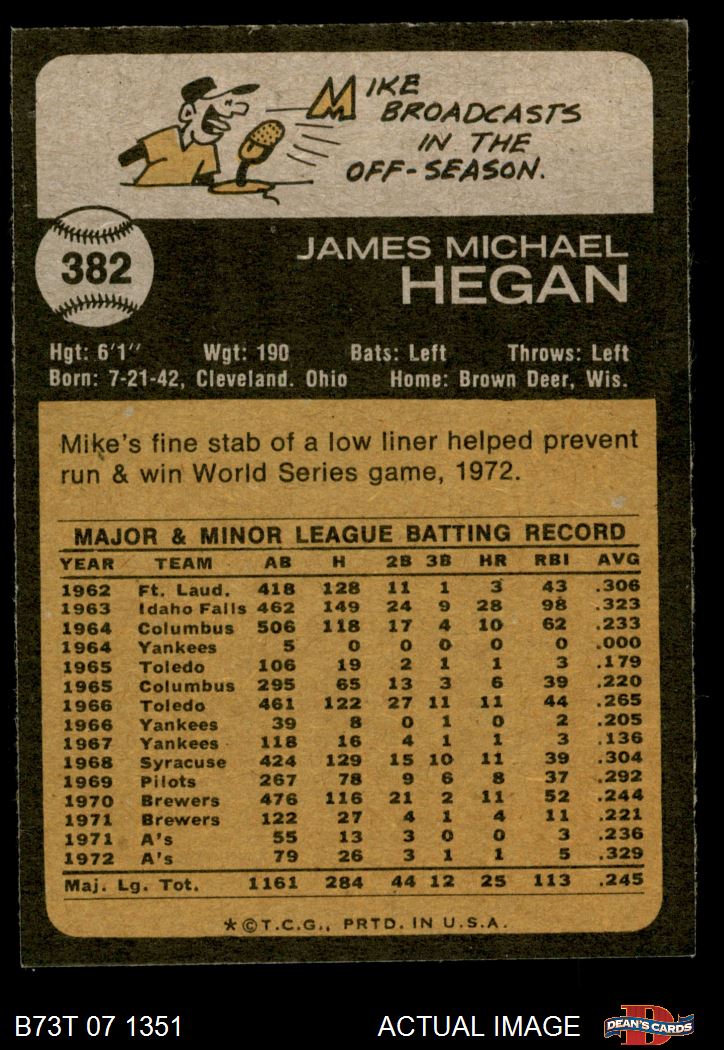 MIKE
BROADCASTS
IN THE
OFF-SEASON.
382
JAMES MICHAEL
HEGAN
Hgt: 6'1" Wgt: 190 Bats: Left Throws: Left
Born: 7-21-42, Cleveland. Ohio Home: Brown Deer, Wis.
Mike's fine stab of a low liner helped prevent
run & win World Series game, 1972.
MAJOR & MINOR LEAGUE BATTING RECORD
YEAR TEAM AB H 2B 3B HR RBI AVG
1962 Ft. Laud. 418 128 11 1 3 43 .306
1963 Idaho Falls 462 149 24 9 28 98 .323
1964 Columbus 506 118 17 4 10 62 .233
1964 Yankees 5 0 0 0 0 0 .000
1965 Toledo 106 19 2 1 1 3 .179
1965 Columbus 295 65 13 3 6 39 .220
1966 Toledo 461 122 27 11 11 44 .265
1966 Yankees 39 8 0 1 0 2 .205
1967 Yankees 118 16 4 1 1 3 .136
1968 Syracuse 424 129 15 10 11 39 .304
1969 Pilots 267 78 9 6 8 37 .292
1970 Brewers 476 116 21 2 11 52 .244
1971 Brewers 122 27 4 1 4 11 .221
1971 A's 55 13 3 0 0 3 .236
1972 A's 79 26 3 1 1 5 .329
Maj. Lg. Tot. 1161 284 44 12 25 113 .245
*©T.C.G., PRTD. IN U.S.A.
B73T 07 1351 ACTUAL IMAGE D DEAN'S CARDS